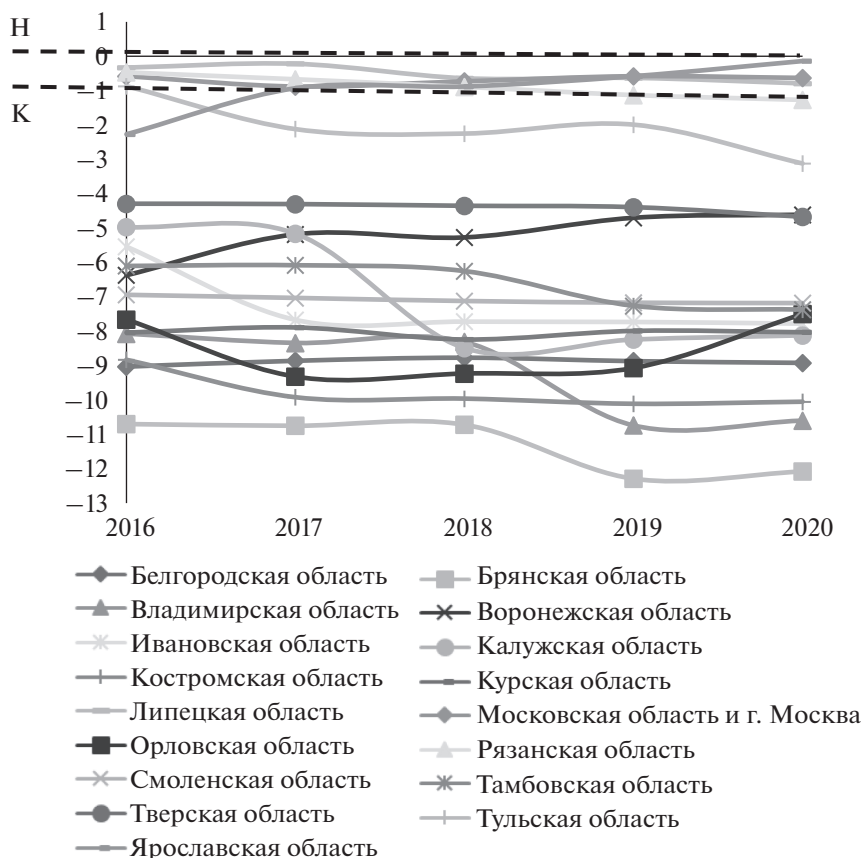 H
K
1
0
−1
−2
−3
−4
−5
−6
−7
−8
−9
−10
−11
−12
−13
2016 2017 2018 2019 2020
Белгородская область Брянская область
Владимирская область Воронежская область
Ивановская область Калужская область
Костромская область Курская область
Липецкая область Московская область и г. Москва
Орловская область Рязанская область
Смоленская область Тамбовская область
Тверская область Тульская область
Ярославская область